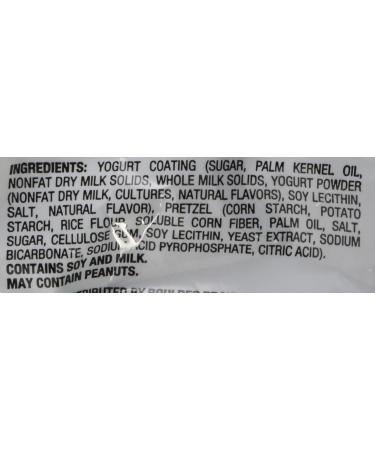 INGREDIENTS: YOGURT COATING (SUGAR, PALM KERNEL OIL,
NONFAT DRY MILK SOLIDS, WHOLE MILK SOLIDS, YOGURT POWDER
(NONFAT DRY MILK, CULTURES, NATURAL FLAVORS), SOY LECITHIN,
SALT, NATURAL FLAVOR), PRETZEL (CORN STARCH, POTATO
STARCH, RICE FLOUR, SOLUBLE CORN FIBER, PALM OIL, SALT,
SUGAR, CELLULOSE GUM, SOY LECITHIN, YEAST EXTRACT, SODIUM
BICARBONATE, SODIUM ACID PYROPHOSPHATE, CITRIC ACID).
CONTAINS SOY AND MILK.
MAY CONTAIN PEANUTS.
BY BOULDER